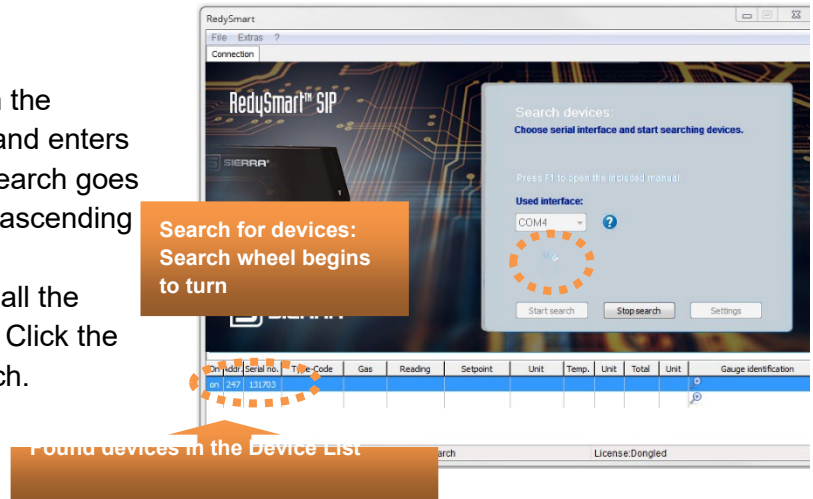 n the
and enters
earch goes
ascending
all the
Click the
ch.
RedySmart
File Extras ?
Connection
RedySmart™ SIP
SIERRA®
Search devices:
Choose serial interface and start searching devices.
Press F1 to open the included manual.
Used interface:
COM4
Start search Stop search Settings
Search for devices:
Search wheel begins
to turn
On Addr. Serial no. Type-Code Gas Reading Setpoint Unit Temp. Unit Total Unit Gauge identification
on 247 131703
Found devices in the Device List
License:Dongled